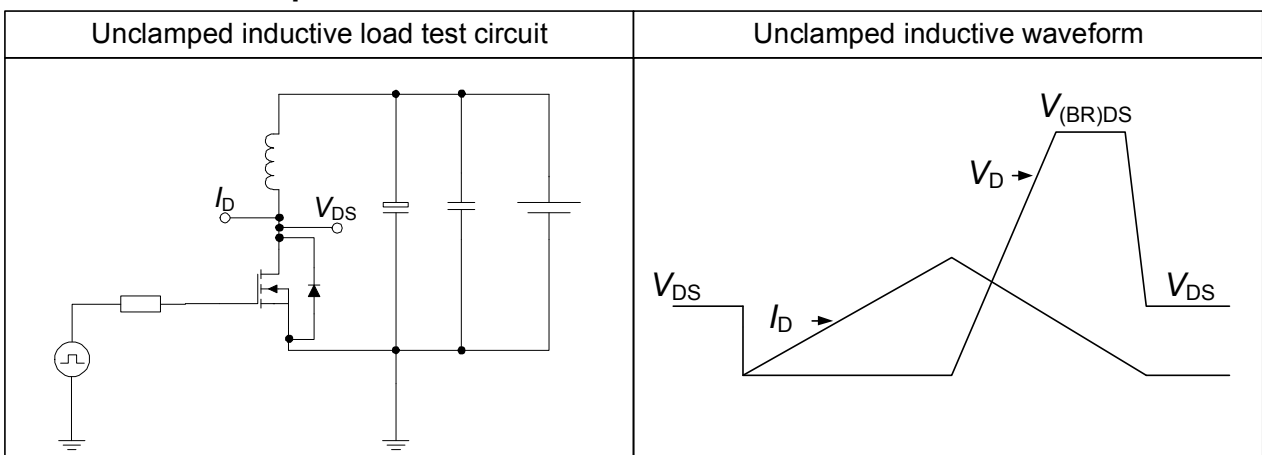 Unclamped inductive load test circuit
Unclamped inductive waveform
I_D
V_DS
V_(BR)DS
V_D
V_DS
I_D
V_DS